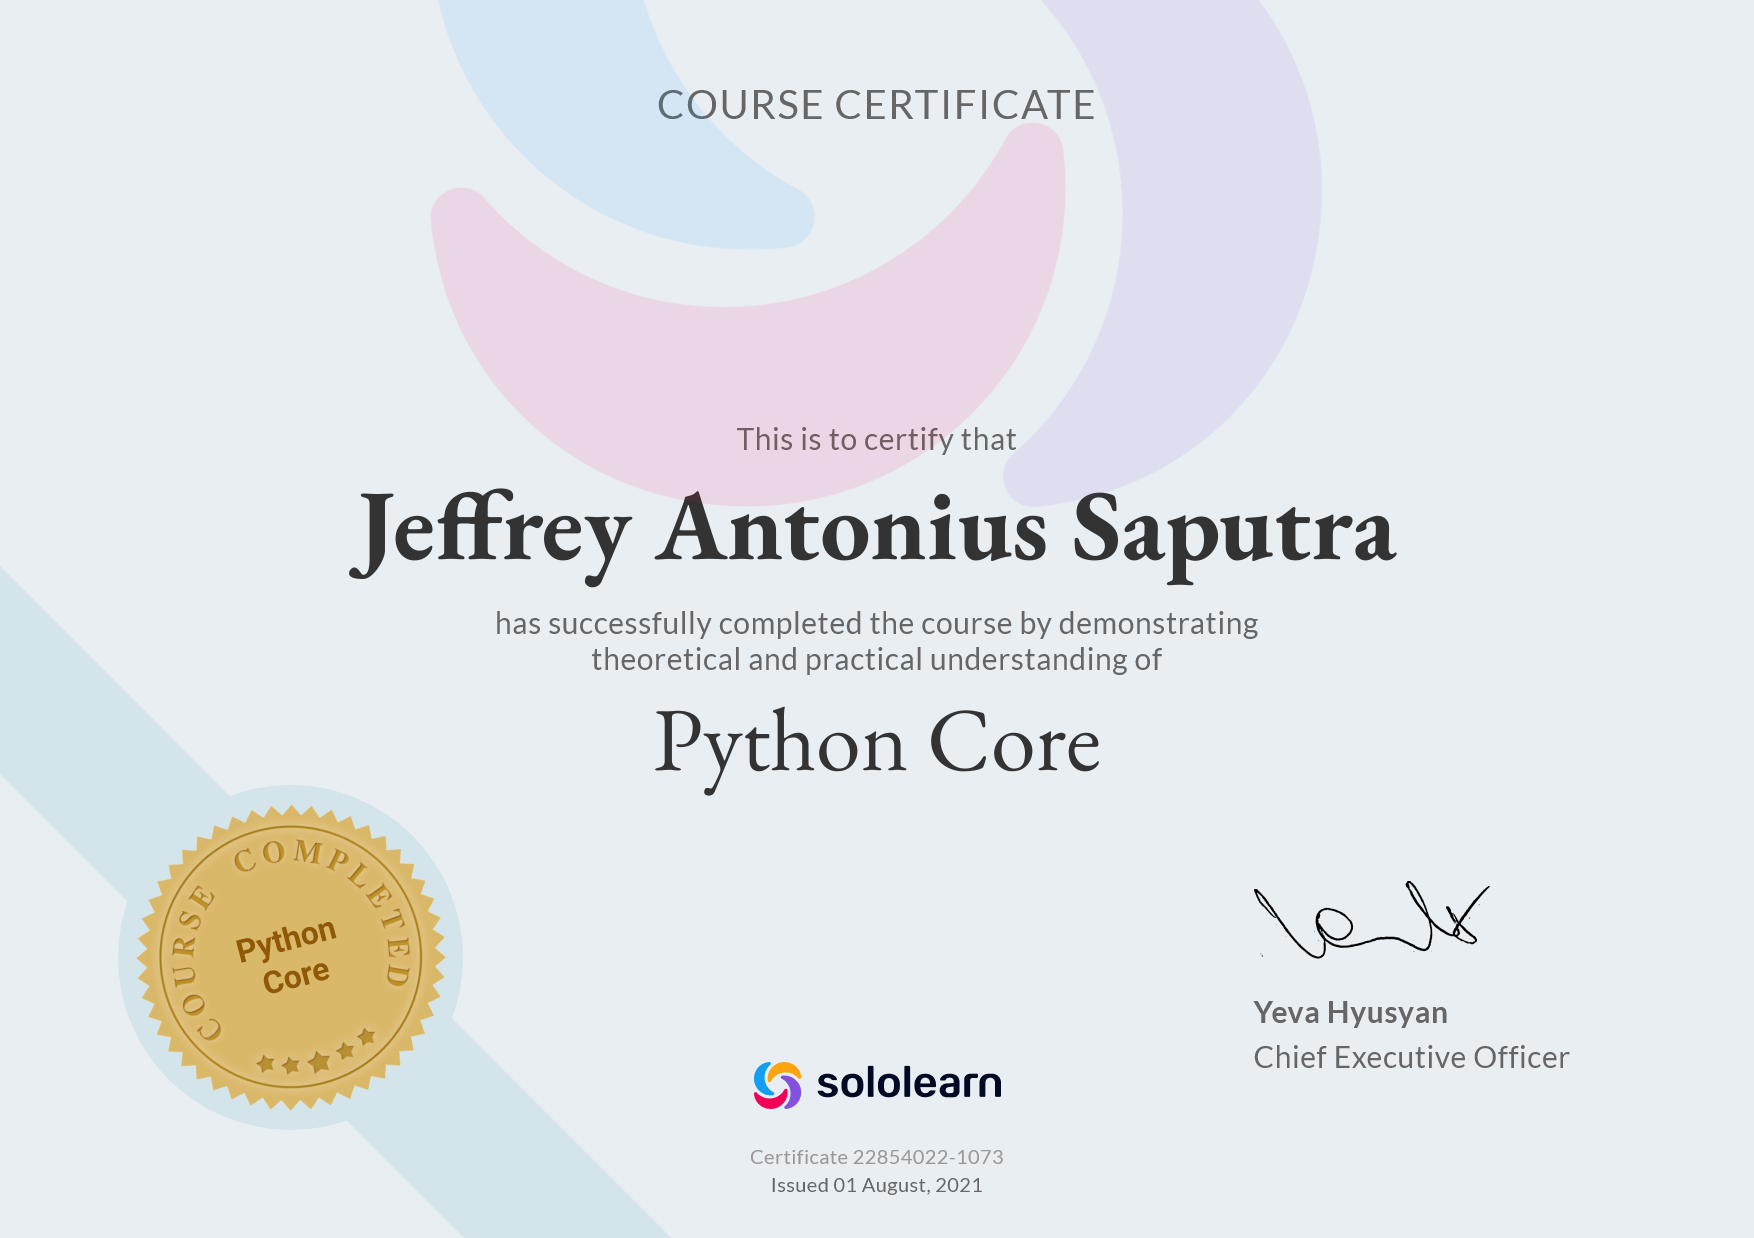 COURSE CERTIFICATE
This is to certify that
Jeffrey Antonius Saputra
has successfully completed the course by demonstrating
theoretical and practical understanding of
Python Core
COURSE COMPLETED
Python
Core
Yeva Hyusyan
Chief Executive Officer
sololearn
Certificate 22854022-1073
Issued 01 August, 2021